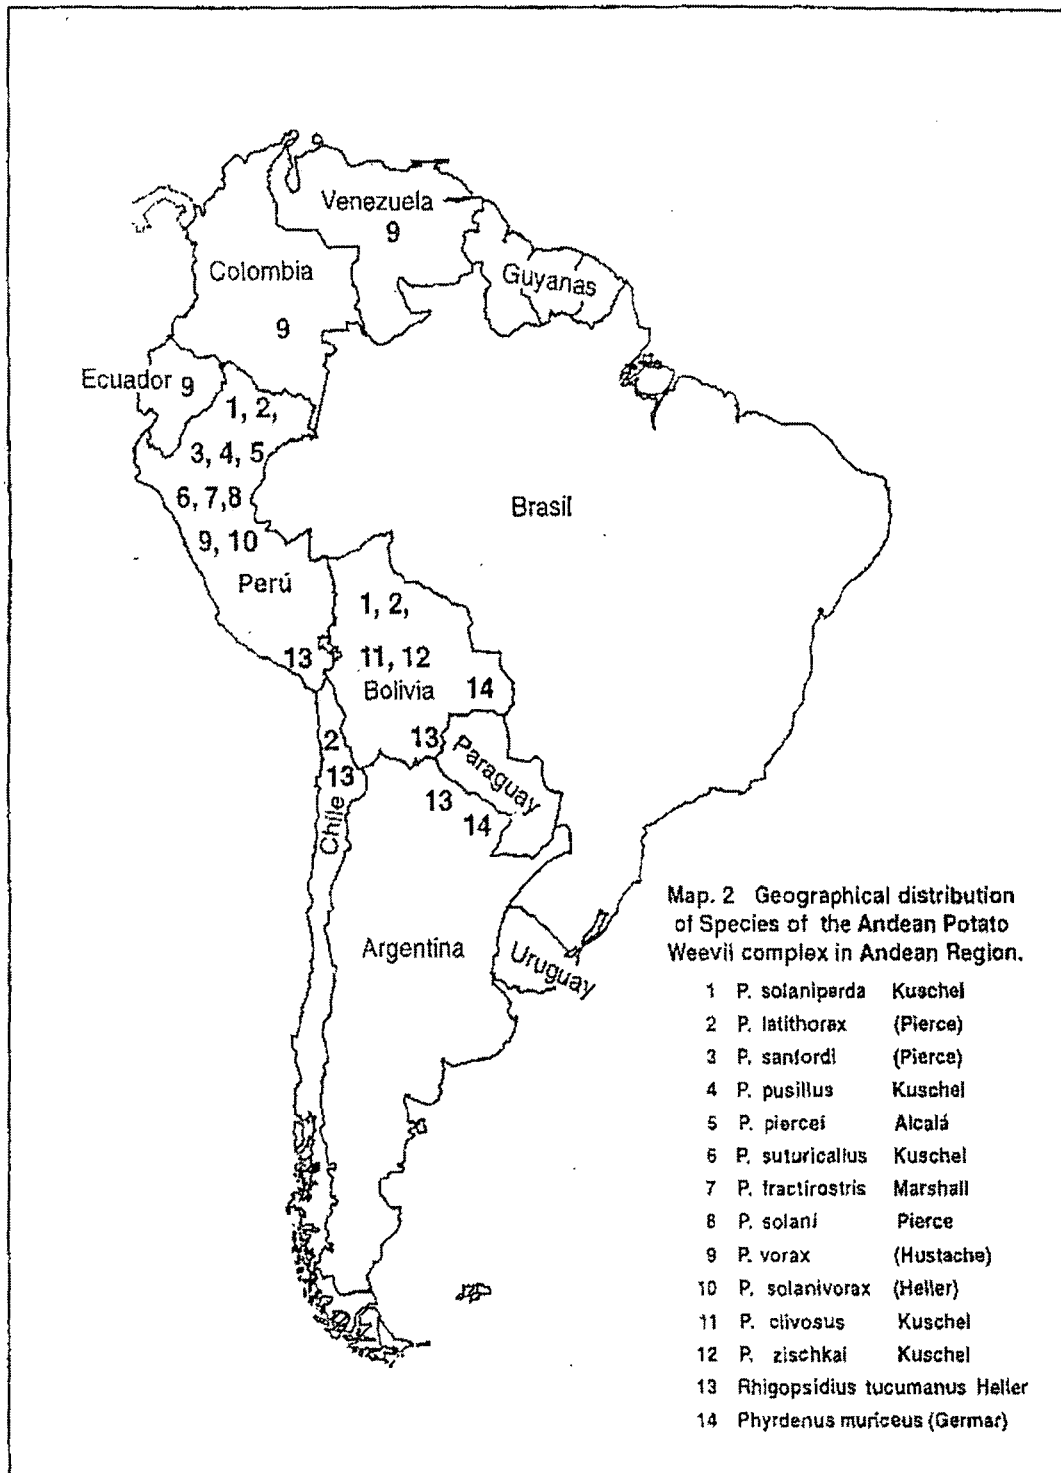 Venezuela
9
Colombia
9
Guyanas
Ecuador 9
1, 2,
3, 4, 5
6, 7,8
9, 10
Perú
13
Brasil
1, 2,
11, 12
Bolivia
14
13
2
13
Chile
Paraguay
13
14
Argentina
Uruguay
Map. 2 Geographical distribution
of Species of the Andean Potato
Weevil complex in Andean Region.
1 P. solaniperda Kuschel
2 P. latithorax (Pierce)
3 P. sanfordi (Pierce)
4 P. pusillus Kuschel
5 P. piercei Alcalá
6 P. suturicallus Kuschel
7 P. fractirostris Marshall
8 P. solani Pierce
9 P. vorax (Hustache)
10 P. solanivorax (Heller)
11 P. clivosus Kuschel
12 P. zischkai Kuschel
13 Rhigopsidius tucumanus Heller
14 Phyrdenus muriceus (Germar)